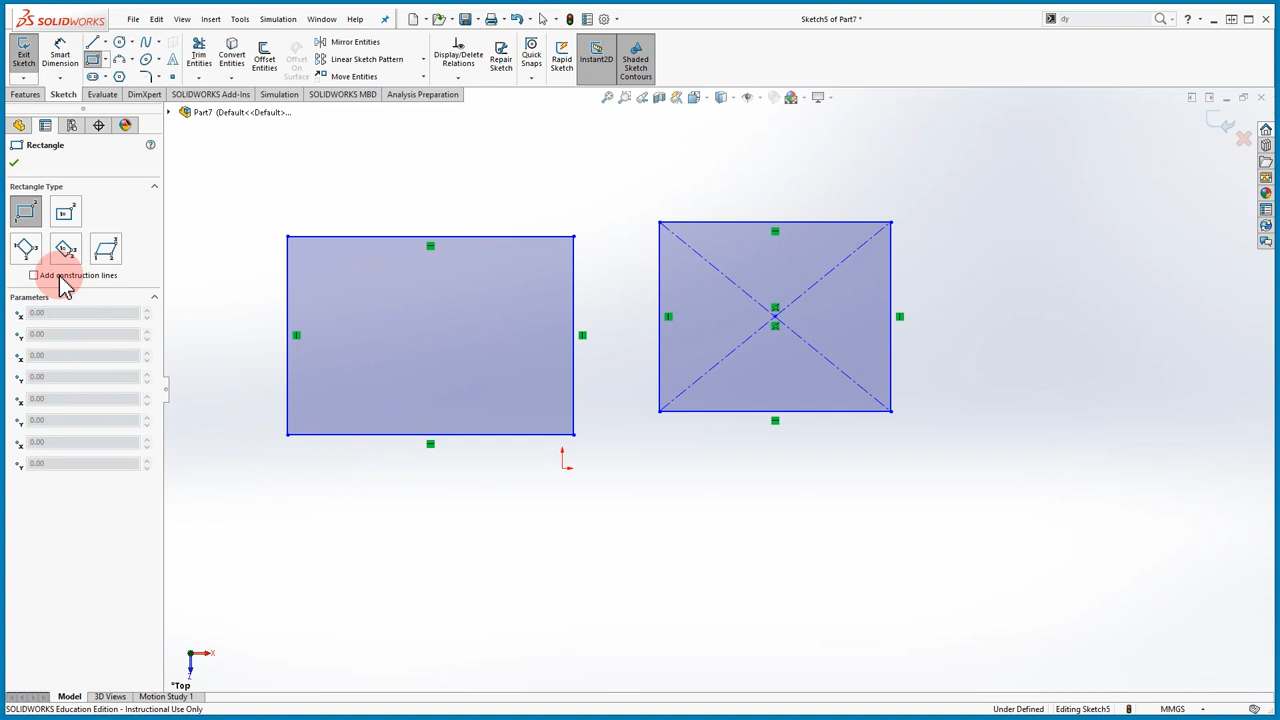 SOLIDWORKS File Edit View Insert Tools Simulation Window Help Sketch5 of Part7 * dy ?
Exit Sketch Smart Dimension Trim Entities Convert Entities Offset Entities Offset On Surface Mirror Entities Linear Sketch Pattern Move Entities Display/Delete Relations Repair Sketch Quick Snaps Rapid Sketch Instant2D Shaded Sketch Contours
Features Sketch Evaluate DimXpert SOLIDWORKS Add-Ins Simulation SOLIDWORKS MBD Analysis Preparation
Part7 (Default<<Default>...
Rectangle ?
Rectangle Type
Add construction lines
Parameters
x 0.00
Y 0.00
x 0.00
Y 0.00
x 0.00
Y 0.00
x 0.00
Y 0.00
X
Z
*Top
Model 3D Views Motion Study 1
SOLIDWORKS Education Edition - Instructional Use Only Under Defined Editing Sketch5 MMGS